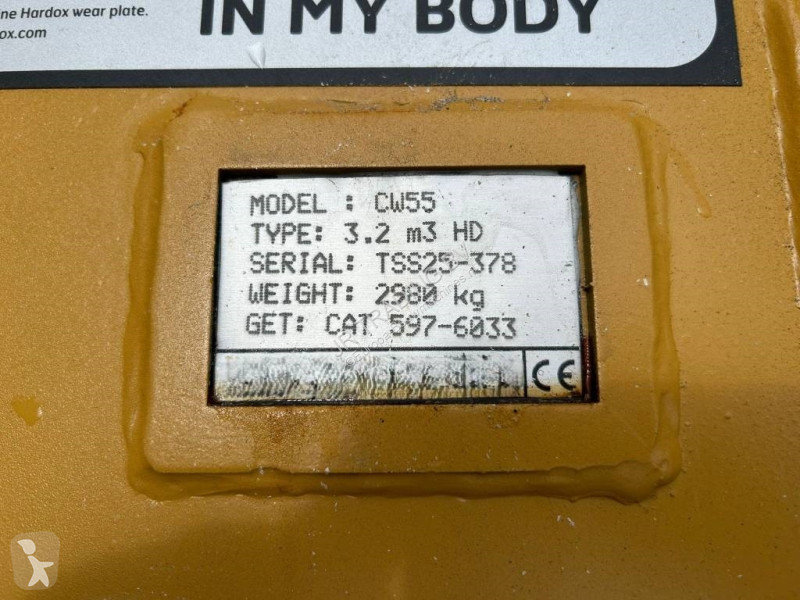 ne Hardox wear plate.
ox.com
IN MY BODY
MODEL : CW55
TYPE: 3.2 m3 HD
SERIAL: TSS25-378
WEIGHT: 2980 kg
GET: CAT 597-6033
CE